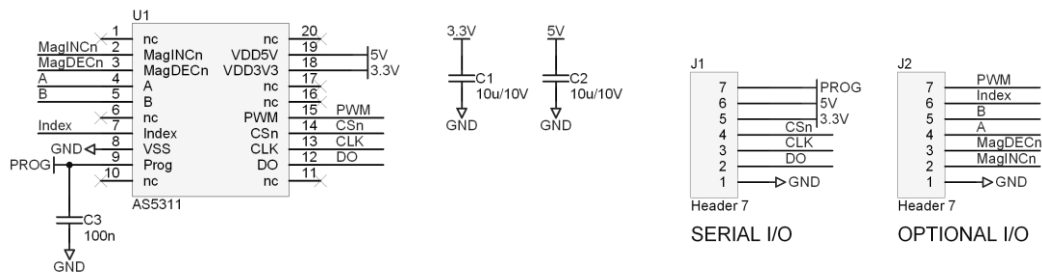 U1
1 nc nc 20
MagINCn 2 MagINCn VDD5V 19 5V
MagDECn 3 MagDECn VDD3V3 18 3.3V
A 4 A nc 17
B 5 B nc 16
6 nc PWM 15 PWM
Index 7 Index CSn 14 CSn
GND 8 VSS CLK 13 CLK
PROG 9 Prog DO 12 DO
10 nc nc 11
AS5311
C3
100n
GND
3.3V
C1
10u/10V
GND
5V
C2
10u/10V
GND
J1
7 PROG
6 5V
5 3.3V
4 CSn
3 CLK
2 DO
1 GND
Header 7
SERIAL I/O
J2
7 PWM
6 Index
5 B
4 A
3 MagDECn
2 MagINCn
1 GND
Header 7
OPTIONAL I/O